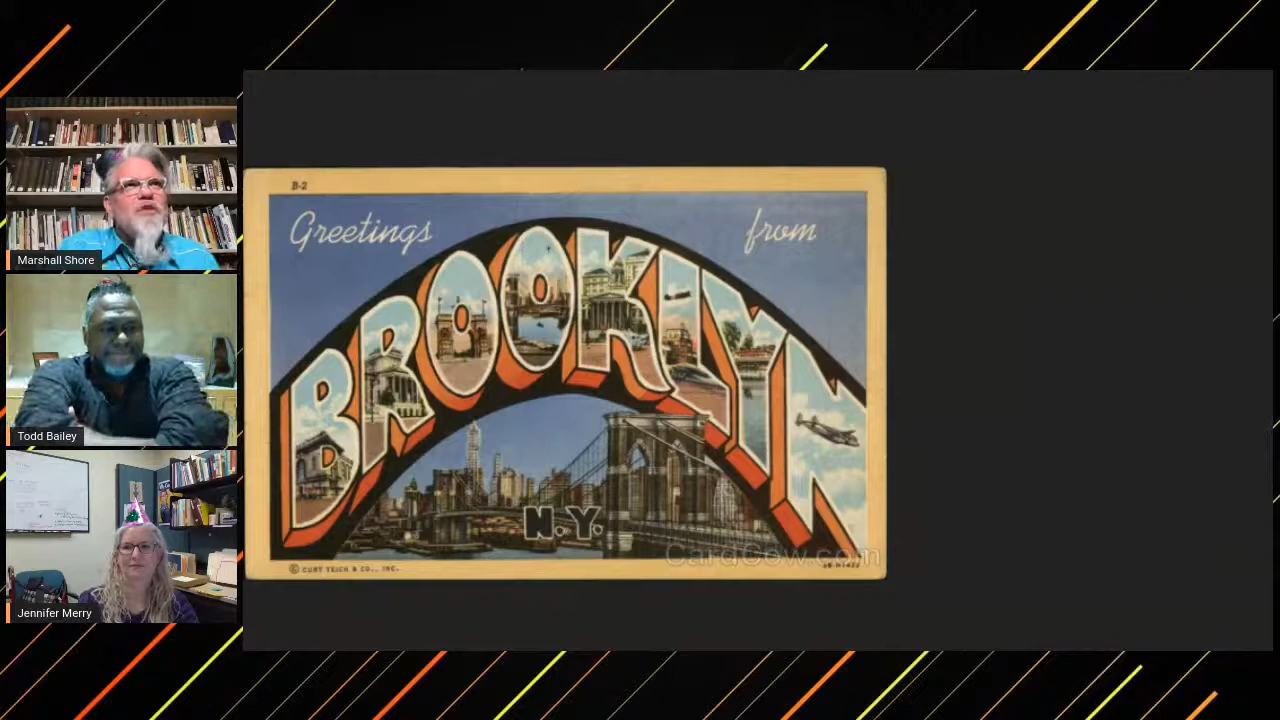 Marshall Shore
Todd Bailey
Jennifer Merry
B-2
Greetings from
BROOKLYN
N.Y.
CardCow.com
© CURT TEICH & CO., INC.